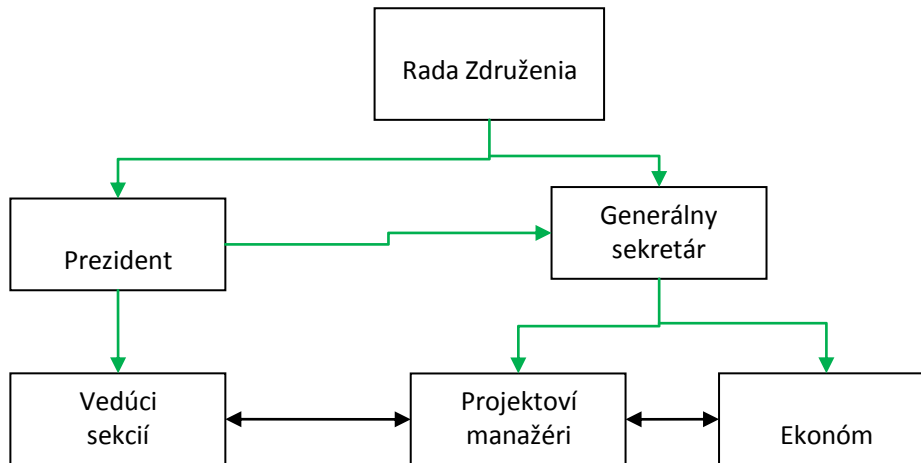 Rada Združenia
Prezident
Generálny
sekretár
Vedúci
sekcií
Projektoví
manažéri
Ekonóm